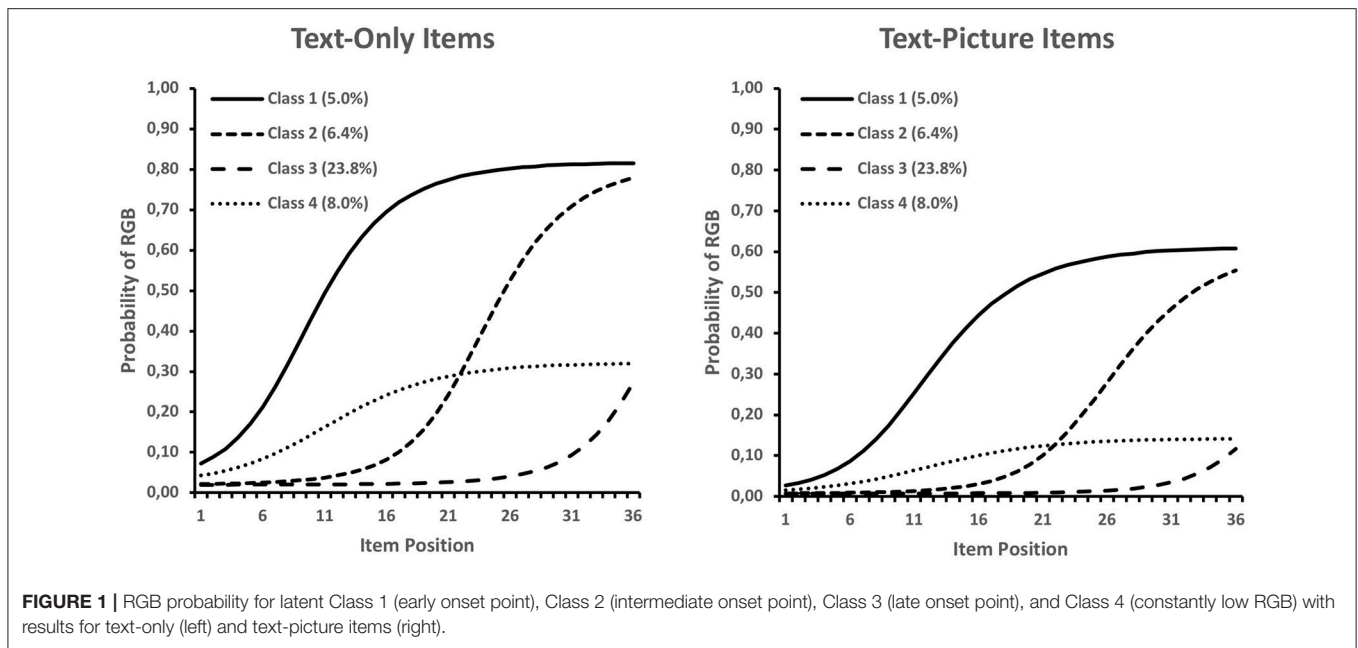 Text-Only Items
1,00
0,90
0,80
0,70
0,60
0,50
0,40
0,30
0,20
0,10
0,00
Probability of RGB
Class 1 (5.0%)
Class 2 (6.4%)
Class 3 (23.8%)
Class 4 (8.0%)
1 6 11 16 21 26 31 36
Item Position
Text-Picture Items
1,00
0,90
0,80
0,70
0,60
0,50
0,40
0,30
0,20
0,10
0,00
Probability of RGB
Class 1 (5.0%)
Class 2 (6.4%)
Class 3 (23.8%)
Class 4 (8.0%)
1 6 11 16 21 26 31 36
Item Position
FIGURE 1 | RGB probability for latent Class 1 (early onset point), Class 2 (intermediate onset point), Class 3 (late onset point), and Class 4 (constantly low RGB) with
results for text-only (left) and text-picture items (right).